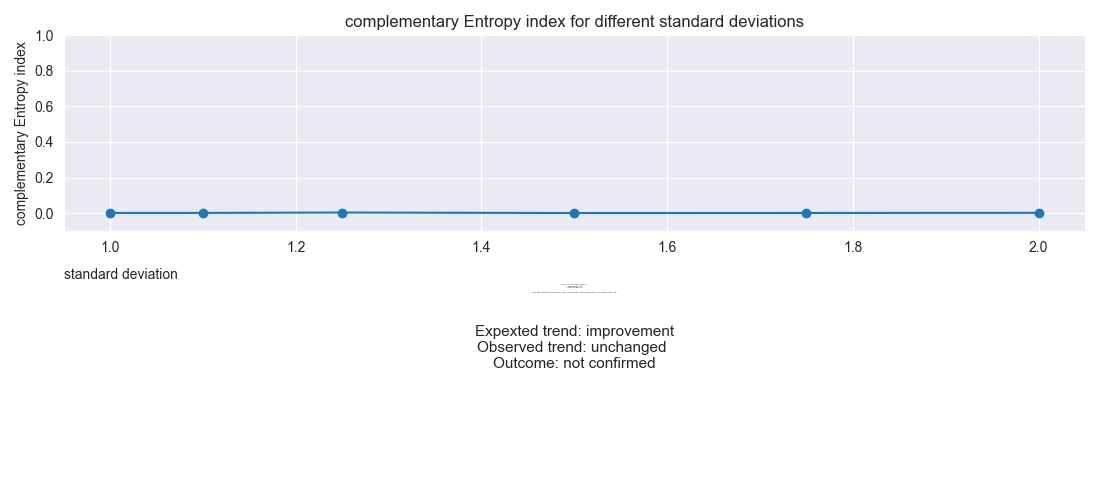 complementary Entropy index for different standard deviations
complementary Entropy index
1.0
0.8
0.6
0.4
0.2
0.0
1.0 1.2 1.4 1.6 1.8 2.0
standard deviation
Expexted trend: improvement
Observed trend: unchanged
Outcome: not confirmed